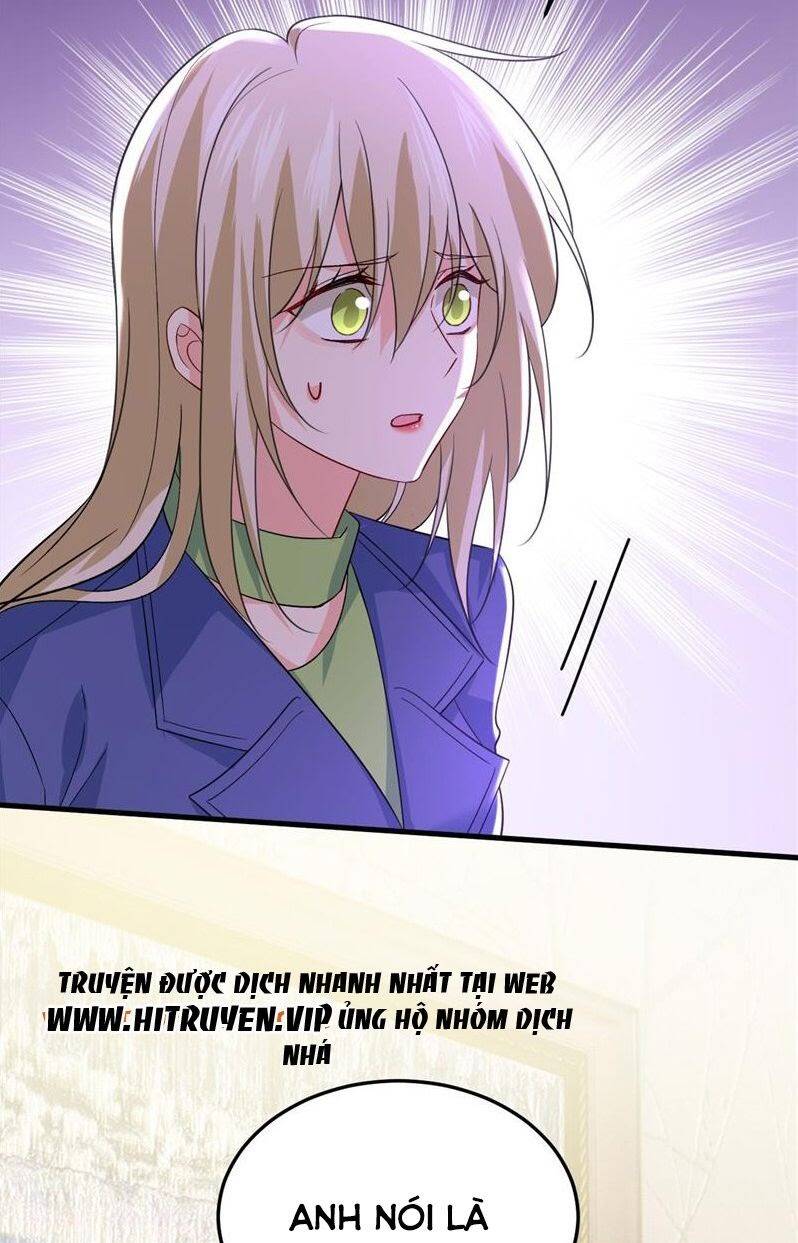 TRUYỆN ĐƯỢC DỊCH NHANH NHẤT TẠI WEB
WWW.HITRUYEN.VIP ỦNG HỘ NHÓM DỊCH
NHÁ
ANH NÓI LÀ